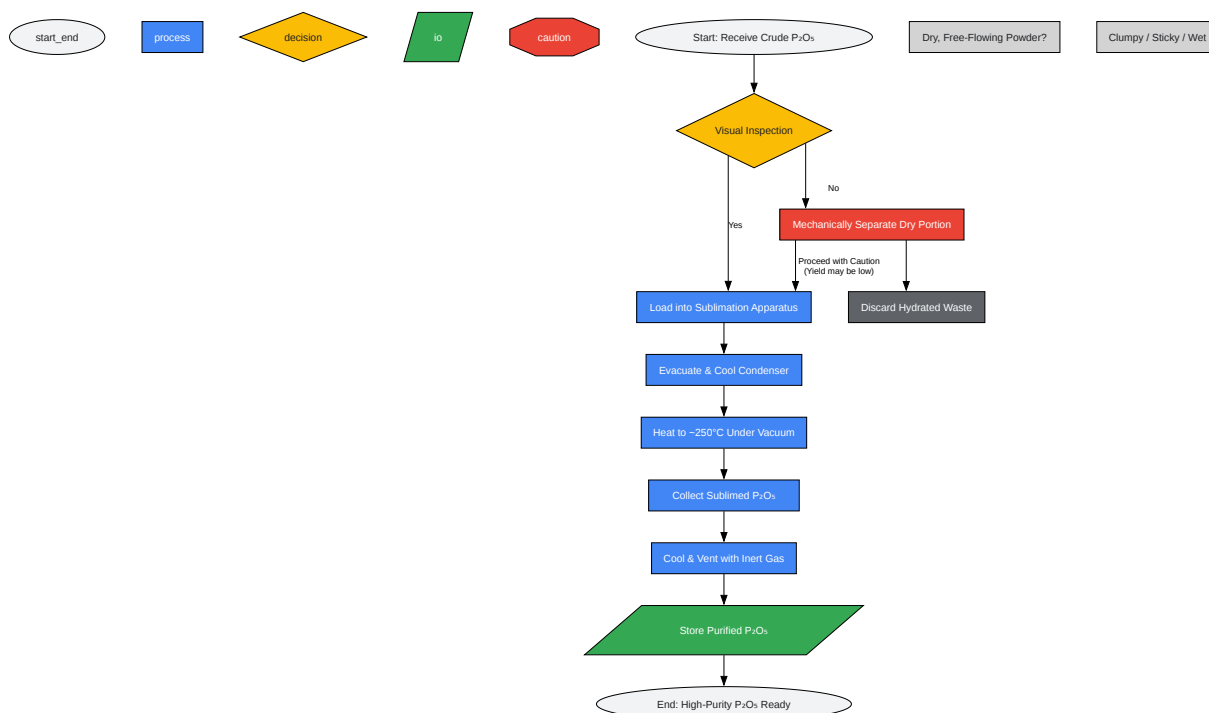 start_end
process
decision
io
caution
Start: Receive Crude P₂O₅
Dry, Free-Flowing Powder?
Clumpy / Sticky / Wet
Visual Inspection
No
Yes
Mechanically Separate Dry Portion
Proceed with Caution
(Yield may be low)
Load into Sublimation Apparatus
Discard Hydrated Waste
Evacuate & Cool Condenser
Heat to ~250°C Under Vacuum
Collect Sublimed P₂O₅
Cool & Vent with Inert Gas
Store Purified P₂O₅
End: High-Purity P₂O₅ Ready